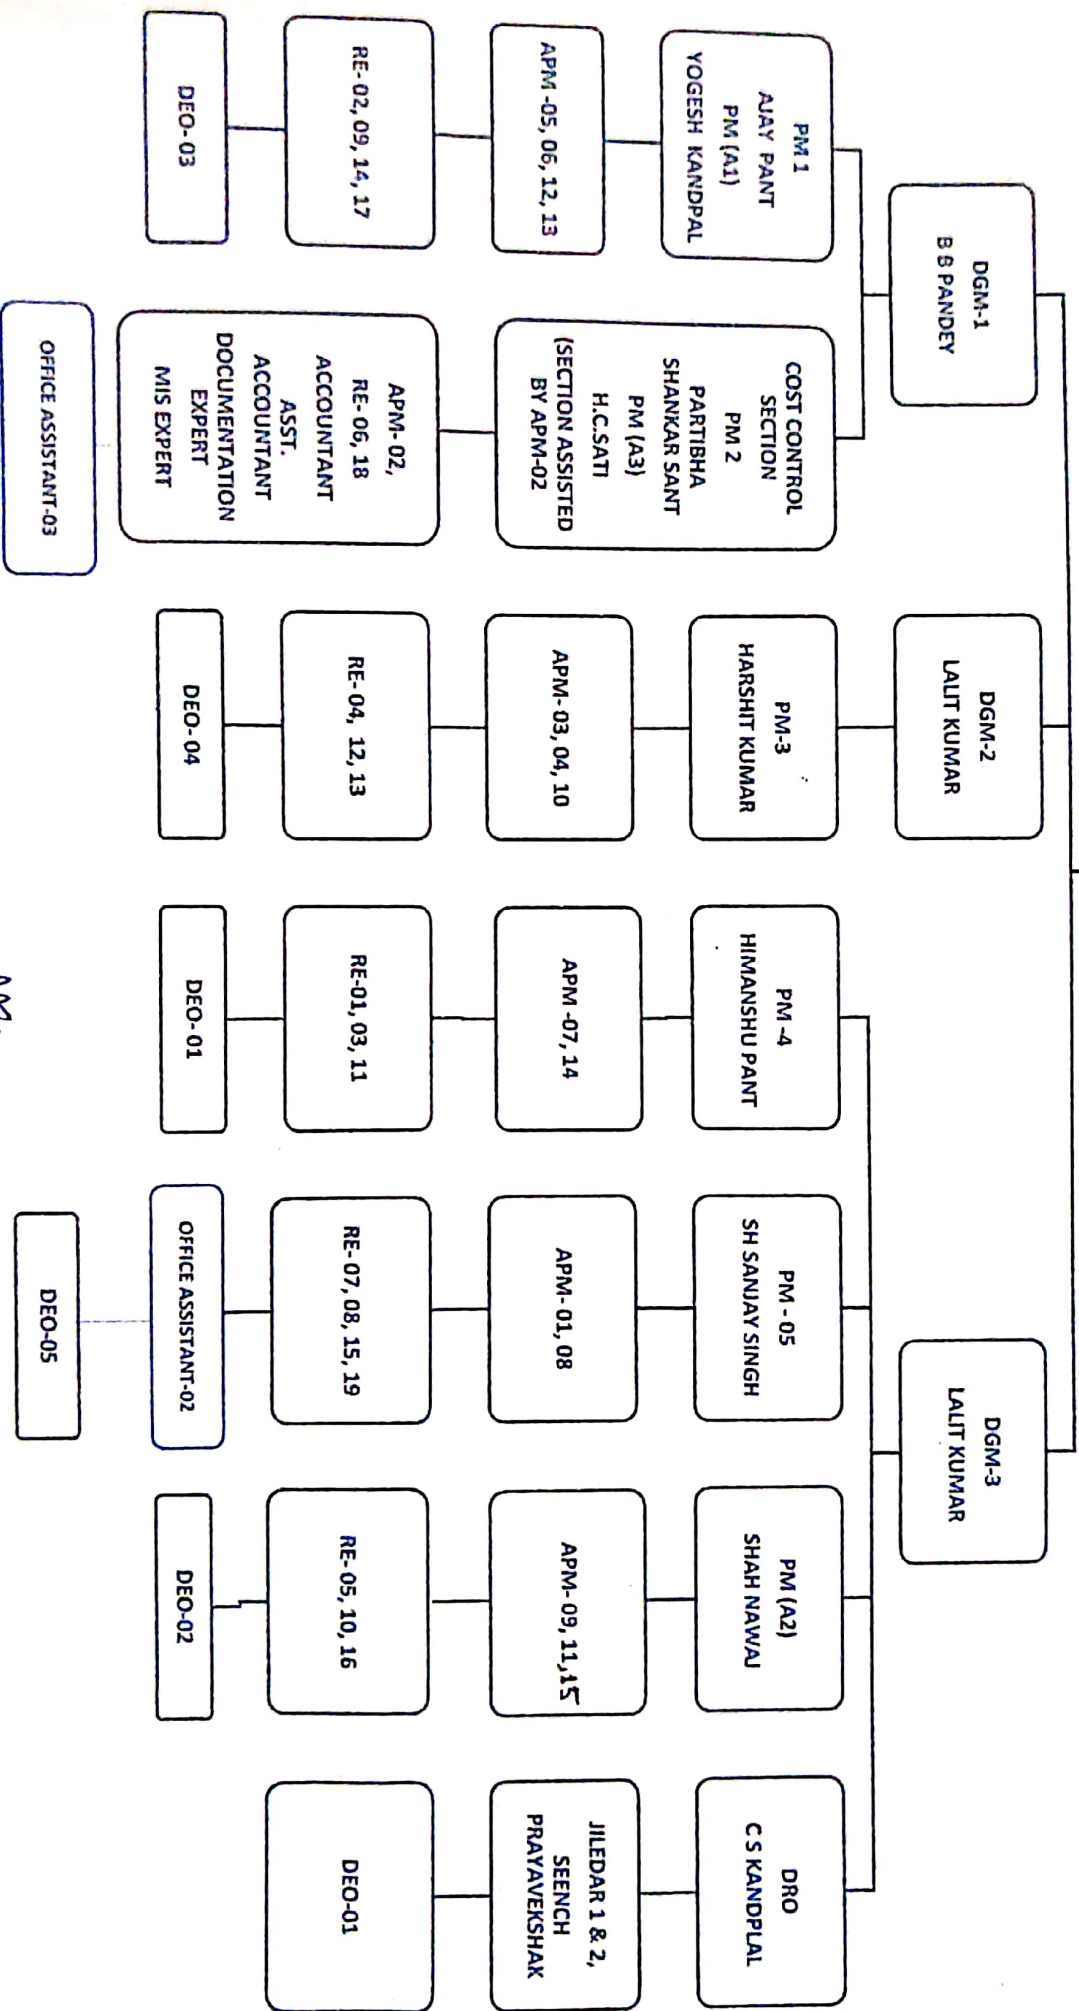 DGM-1
B B PANDEY
DGM-2
LALIT KUMAR
DGM-3
LALIT KUMAR
PM 1
AJAY PANT
PM (A1)
YOGESH KANDPAL
COST CONTROL
SECTION
PM 2
PARTIBHA
SHANKAR SANT
PM (A3)
H.C.SATI
(SECTION ASSISTED
BY APM-02
PM-3
HARSHIT KUMAR
PM -4
HIMANSHU PANT
PM - 05
SH SANJAY SINGH
PM (A2)
SHAH NAWAJ
DRO
C S KANDPLAL
APM -05, 06, 12, 13
APM- 03, 04, 10
APM -07, 14
APM- 01, 08
APM- 09, 11,15
JILEDAR 1 & 2,
SEENCH
PRAYAVEKSHAK
RE- 02, 09, 14, 17
APM- 02,
RE- 06, 18
ACCOUNTANT
ASST.
ACCOUNTANT
DOCUMENTATION
EXPERT
MIS EXPERT
RE- 04, 12, 13
RE-01, 03, 11
RE- 07, 08, 15, 19
RE- 05, 10, 16
DEO-01
DEO- 03
DEO- 04
DEO- 01
OFFICE ASSISTANT-02
DEO-02
OFFICE ASSISTANT-03
DEO-05